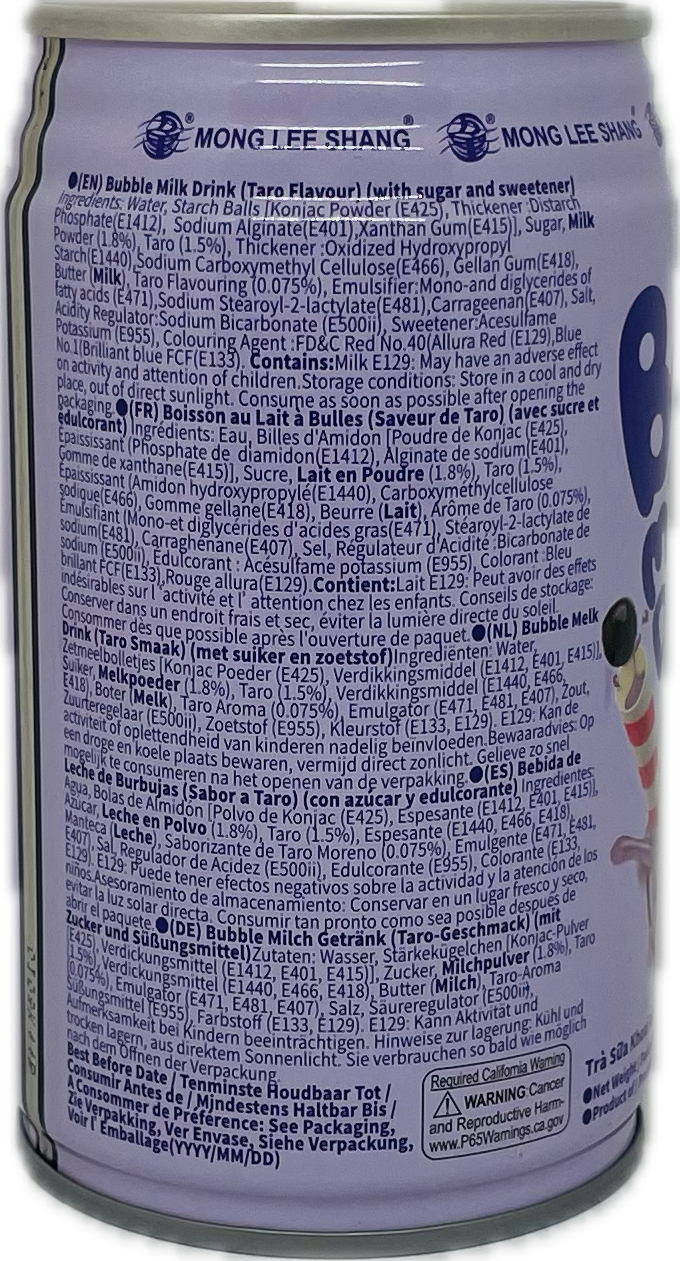 MONG LEE SHANG® MONG LEE SHANG
●(EN) Bubble Milk Drink (Taro Flavour) (with sugar and sweetener)
Ingredients: Water, Starch Balls [Konjac Powder (E425), Thickener :Distarch
Phosphate(E1412), Sodium Alginate(E401),Xanthan Gum(E415)], Sugar, Milk
Powder (1.8%), Taro (1.5%), Thickener :Oxidized Hydroxypropyl
Starch(E1440),Sodium Carboxymethyl Cellulose(E466), Gellan Gum(E418),
Butter (Milk), Taro Flavouring (0.075%), Emulsifier:Mono-and diglycerides of
fatty acids (E471),Sodium Stearoyl-2-lactylate(E481),Carrageenan(E407), Salt,
Acidity Regulator:Sodium Bicarbonate (E500ii), Sweetener:Acesulfame
Potassium (E955), Colouring Agent :FD&C Red No.40(Allura Red (E129),Blue
No.1(Brilliant blue FCF(E133). Contains:Milk E129: May have an adverse effect
on activity and attention of children.Storage conditions: Store in a cool and dry
place, out of direct sunlight. Consume as soon as possible after opening the
packaging.●(FR) Boisson au Lait à Bulles (Saveur de Taro) (avec sucre et
édulcorant) Ingrédients: Eau, Billes d'Amidon [Poudre de Konjac (E425),
Épaississant (Phosphate de diamidon(E1412), Alginate de sodium(E401),
Gomme de xanthane(E415)], Sucre, Lait en Poudre (1.8%), Taro (1.5%),
Épaississant (Amidon hydroxypropylé(E1440), Carboxyméthylcellulose
sodique(E466), Gomme gellane(E418), Beurre (Lait), Arôme de Taro (0.075%),
Émulsifiant (Mono-et diglycérides d'acides gras(E471), Stéaroyl-2-lactylate de
sodium(E481), Carraghénane(E407), Sel, Régulateur d'Acidité :Bicarbonate de
sodium (E500ii), Edulcorant : Acésulfame potassium (E955), Colorant :Bleu
brillant FCF(E133),Rouge allura(E129).Contient:Lait E129: Peut avoir des effets
indésirables sur l'activité et l' attention chez les enfants. Conseils de stockage:
Conserver dans un endroit frais et sec, éviter la lumière directe du soleil.
Consommer dès que possible après l'ouverture de paquet.●(NL) Bubble Melk
Drink (Taro Smaak) (met suiker en zoetstof)Ingrediënten: Water,
Zetmeelbolletjes [Konjac Poeder (E425), Verdikkingsmiddel (E1412, E401, E415)],
Suiker, Melkpoeder (1.8%), Taro (1.5%), Verdikkingsmiddel (E1440, E466,
E418), Boter (Melk), Taro Aroma (0.075%), Emulgator (E471, E481, E407), Zout,
Zuurteregelaar (E500ii), Zoetstof (E955), Kleurstof (E133, E129). E129: Kan de
activiteit of oplettendheid van kinderen nadelig beïnvloeden.Bewaaradvies: Op
een droge en koele plaats bewaren, vermijd direct zonlicht. Gelieve zo snel
mogelijk te consumeren na het openen van de verpakking.●(ES) Bebida de
Leche de Burbujas (Sabor a Taro) (con azúcar y edulcorante) Ingredientes:
Agua, Bolas de Almidón [Polvo de Konjac (E425), Espesante (E1412, E401, E415)],
Azúcar, Leche en Polvo (1.8%), Taro (1.5%), Espesante (E1440, E466, E418),
Manteca (Leche), Saborizante de Taro Moreno (0.075%), Emulgente (E471, E481,
E407), Sal, Regulador de Acidez (E500ii), Edulcorante (E955), Colorante (E133,
E129). E129: Puede tener efectos negativos sobre la actividad y la atención de los
niños.Asesoramiento de almacenamiento: Conservar en un lugar fresco y seco,
evitar la luz solar directa. Consumir tan pronto como sea posible después de
abrir el paquete.●(DE) Bubble Milch Getränk (Taro-Geschmack) (mit
Zucker und Süßungsmittel)Zutaten: Wasser, Stärkekügelchen [Konjac-Pulver
(E425), Verdickungsmittel (E1412, E401, E415)], Zucker, Milchpulver (1.8%), Taro
(1.5%), Verdickungsmittel (E1440, E466, E418), Butter (Milch), Taro-Aroma
(0.075%), Emulgator (E471, E481, E407), Salz, Säureregulator (E500ii),
Süßungsmittel (E955), Farbstoff (E133, E129). E129: Kann Aktivität und
Aufmerksamkeit bei Kindern beeinträchtigen. Hinweise zur lagerung: Kühl und
trocken lagern, aus direktem Sonnenlicht. Sie verbrauchen so bald wie möglich
nach dem Öffnen der Verpackung.
Best Before Date / Tenminste Houdbaar Tot /
Consumir Antes de / Mindestens Haltbar Bis /
A Consommer de Préférence: See Packaging,
Zie Verpakking, Ver Envase, Siehe Verpackung,
Voir l' Emballage(YYYY/MM/DD)
Required California Warning
WARNING Cancer
and Reproductive Harm-
www.P65Warnings.ca.gov
Trà Sữa
●Net Weight
●Product of